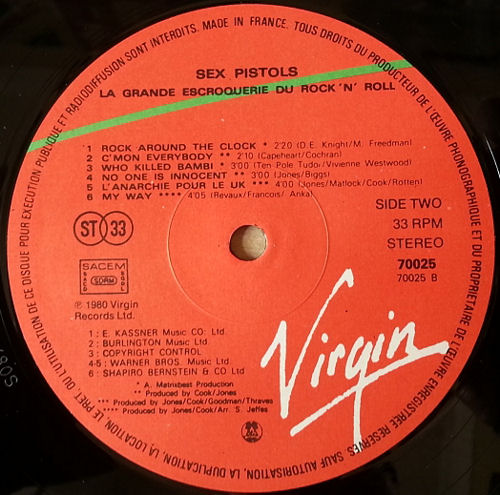 SEX PISTOLS
LA GRANDE ESCROQUERIE DU ROCK 'N' ROLL
1 ROCK AROUND THE CLOCK * 2'20 (D.E. Knight/M. Freedman)
2 C'MON EVERYBODY ** 2'10 (Capeheart/Cochran)
3 WHO KILLED BAMBI * 3'00 (Ten Pole Tudor/Vivienne Westwood)
4 NO ONE IS INNOCENT ** 3'00 (Jones/Biggs)
5 L'ANARCHIE POUR LE UK *** 4'00 (Jones/Matlock/Cook/Rotten)
6 MY WAY **** 4'05 (Revaux/Francois/Anka)
SIDE TWO
33 RPM
STEREO
70025
70025 B
ST 33
SACEM
SACD SDRM SGDL
℗ 1980 Virgin
Records Ltd.
1 : E. KASSNER Music CO: Ltd.
2 : BURLINGTON Music Ltd.
3 : COPYRIGHT CONTROL
4-5 : WARNER BROS. Music Ltd.
6 : SHAPIRO BERNSTEIN & CO Ltd
* A. Matrixbest Production
** Produced by Cook/Jones
*** Produced by Jones/Cook/Goodman/Thraves
**** Produced by Jones/Cook/Arr. S. Jeffes
Virgin
MADE IN FRANCE. TOUS DROITS DU PRODUCTEUR DE L'ŒUVRE PHONOGRAPHIQUE ET DU PROPRIÉTAIRE DE L'ŒUVRE ENREGISTRÉE RÉSERVÉS. SAUF AUTORISATION, LA DUPLICATION, LA LOCATION, LE PRÊT, OU L'UTILISATION DE CE DISQUE POUR EXÉCUTION PUBLIQUE ET RADIODIFFUSION SONT INTERDITS.